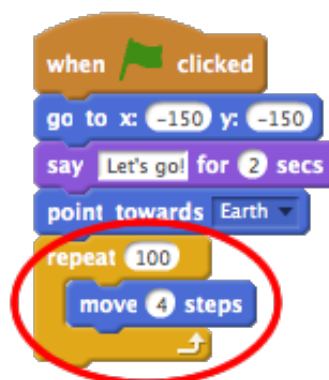 when clicked
go to x: -150 y: -150
say Let's go! for 2 secs
point towards Earth
repeat 100
move 4 steps